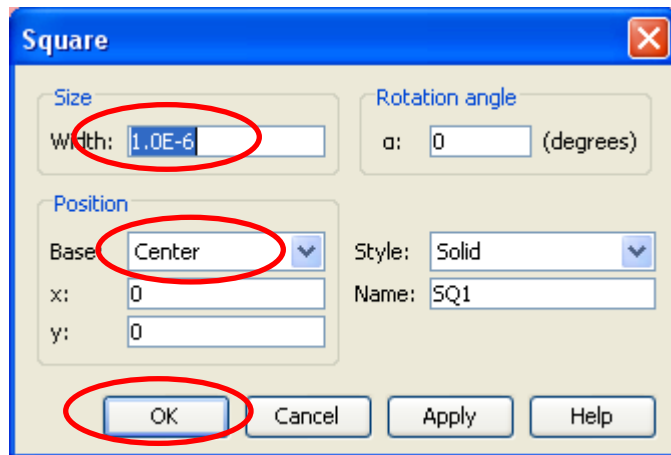 Square
Size
Width: 1.0E-6
Rotation angle
α: 0 (degrees)
Position
Base: Center
Style: Solid
x: 0
Name: SQ1
y: 0
OK Cancel Apply Help